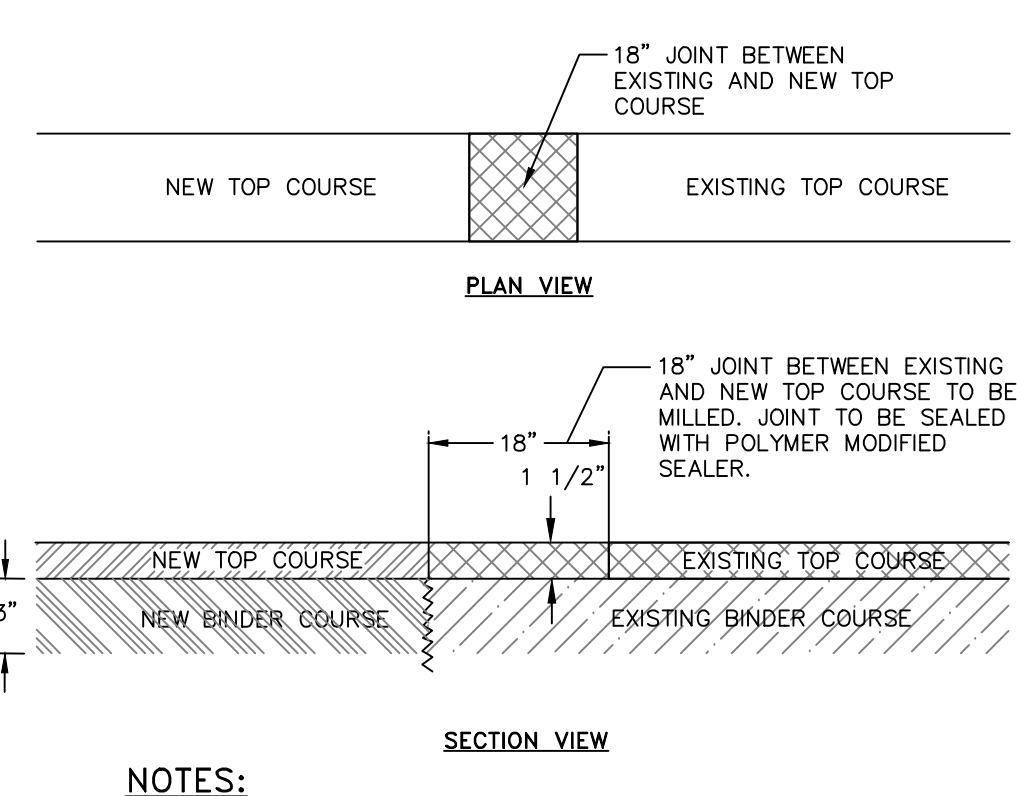 18” JOINT BETWEEN
EXISTING AND NEW TOP
COURSE
NEW TOP COURSE
EXISTING TOP COURSE
PLAN VIEW
18” JOINT BETWEEN EXISTING
AND NEW TOP COURSE TO BE
MILLED. JOINT TO BE SEALED
WITH POLYMER MODIFIED
SEALER.
18”
1 1/2”
NEW TOP COURSE
EXISTING TOP COURSE
3”
NEW BINDER COURSE
EXISTING BINDER COURSE
SECTION VIEW
NOTES: